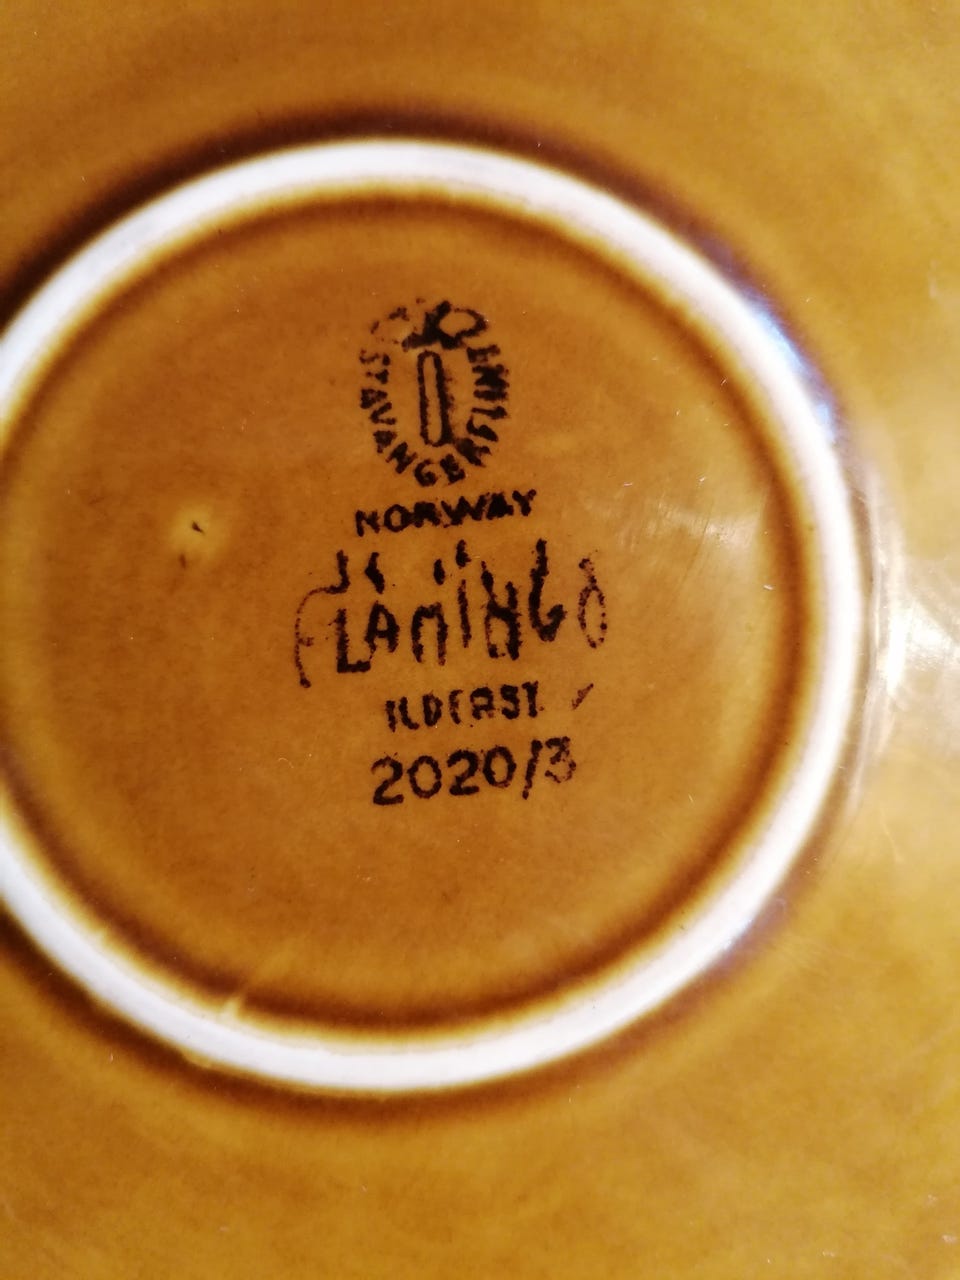 STAVANGERFLINT
NORWAY
FLAMINGO
ILDFAST
2020/3